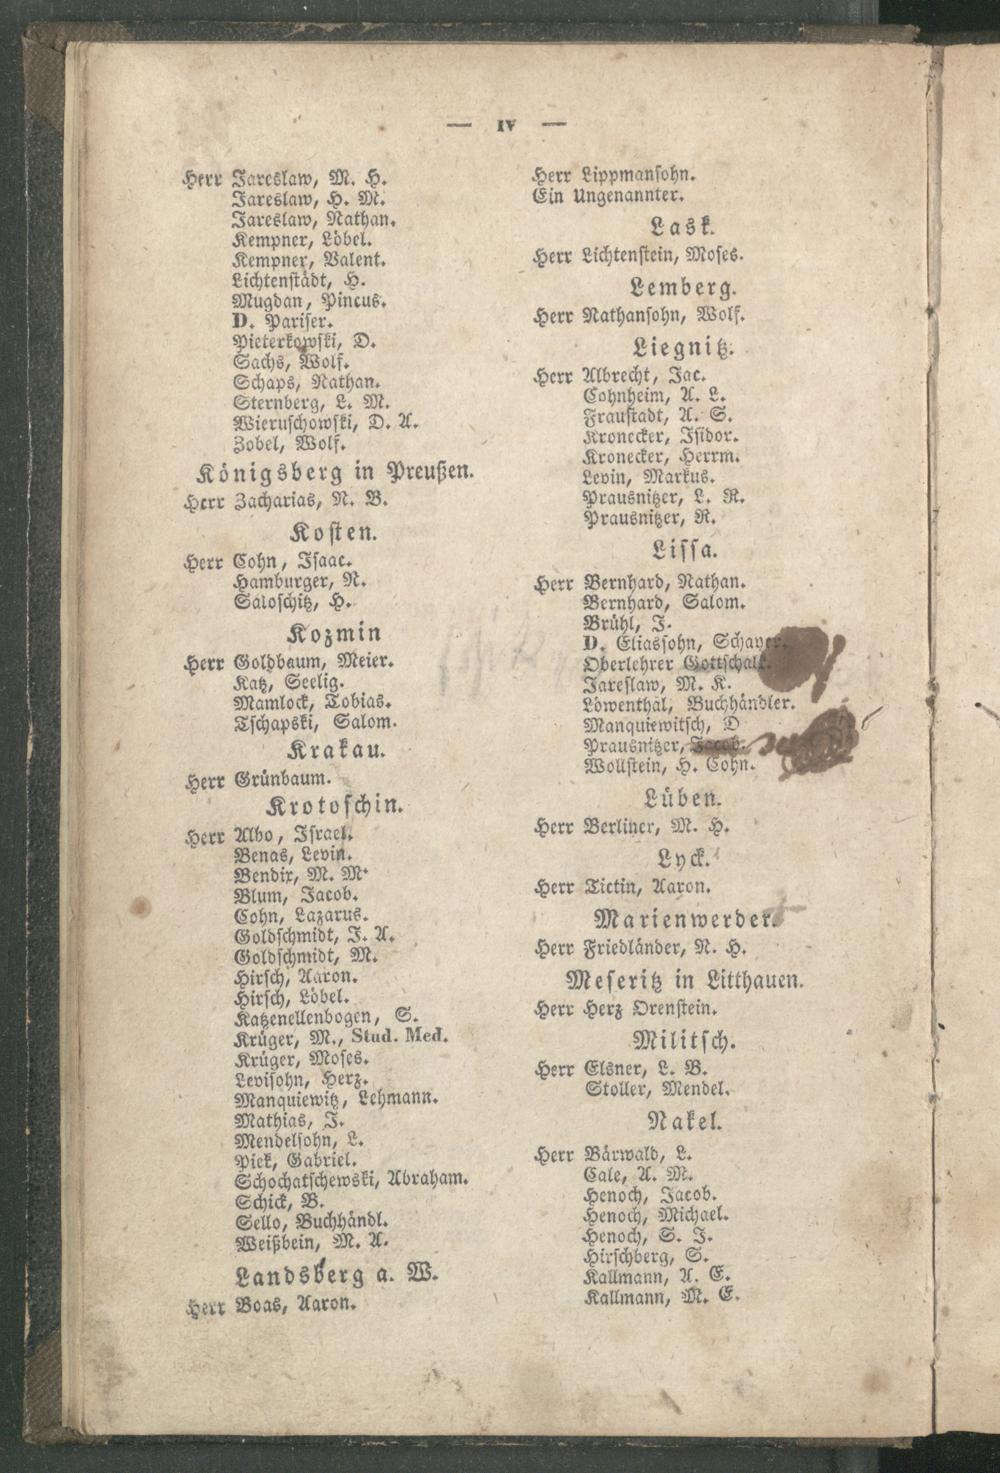 — IV —
Herr Jareslaw, M. H.
Jareslaw, H. M.
Jareslaw, Nathan.
Kempner, Löbel.
Kempner, Valent.
Lichtenstädt, H.
Mugdan, Pincus.
D. Pariser.
Pieterkowski, D.
Sachs, Wolf.
Schaps, Nathan.
Sternberg, L. M.
Wieruschowski, D. A.
Zobel, Wolf.
Königsberg in Preußen.
Herr Zacharias, N. B.
Kosten.
Herr Cohn, Isaac.
Hamburger, N.
Saloschitz, H.
Kozmin
Herr Goldbaum, Meier.
Katz, Seelig.
Mamlock, Tobias.
Tschapski, Salom.
Krakau.
Herr Grünbaum.
Krotoschin.
Herr Albo, Israel.
Benas, Levin.
Bendix, M. M.
Blum, Jacob.
Cohn, Lazarus.
Goldschmidt, J. A.
Goldschmidt, M.
Hirsch, Aaron.
Hirsch, Löbel.
Katzenellenbogen, S.
Krüger, M., Stud. Med.
Krüger, Moses.
Levisohn, Herz.
Manquiewitz, Lehmann.
Mathias, J.
Mendelsohn, L.
Piek, Gabriel.
Schochatschewski, Abraham.
Schick, B.
Sello, Buchhändl.
Weißbein, M. A.
Landsberg a. W.
Herr Boas, Aaron.
Herr Lippmansohn.
Ein Ungenannter.
Lask.
Herr Lichtenstein, Moses.
Lemberg.
Herr Nathansohn, Wolf.
Liegnitz.
Herr Albrecht, Jac.
Cohnheim, A. L.
Fraustadt, A. S.
Kronecker, Isidor.
Kronecker, Herrm.
Levin, Markus.
Prausnitzer, L. R.
Prausnitzer, R.
Lissa.
Herr Bernhard, Nathan.
Bernhard, Salom.
Brühl, J.
D. Eliassohn, Schayer.
Oberlehrer Gottschalk.
Jareslaw, M. K.
Löwenthal, Buchhändler.
Manquiewitsch, D
Prausnitzer, Jacob.
Wollstein, H. Cohn.
Lüben.
Herr Berliner, M. H.
Lyck.
Herr Tictin, Aaron.
Marienwerder.
Herr Friedländer, N. H.
Meseritz in Litthauen.
Herr Herz Orenstein.
Militsch.
Herr Elsner, L. B.
Stoller, Mendel.
Nakel.
Herr Bärwald, L.
Cale, A. M.
Henoch, Jacob.
Henoch, Michael.
Henoch, S. J.
Hirschberg, S.
Kallmann, A. E.
Kallmann, M. E.